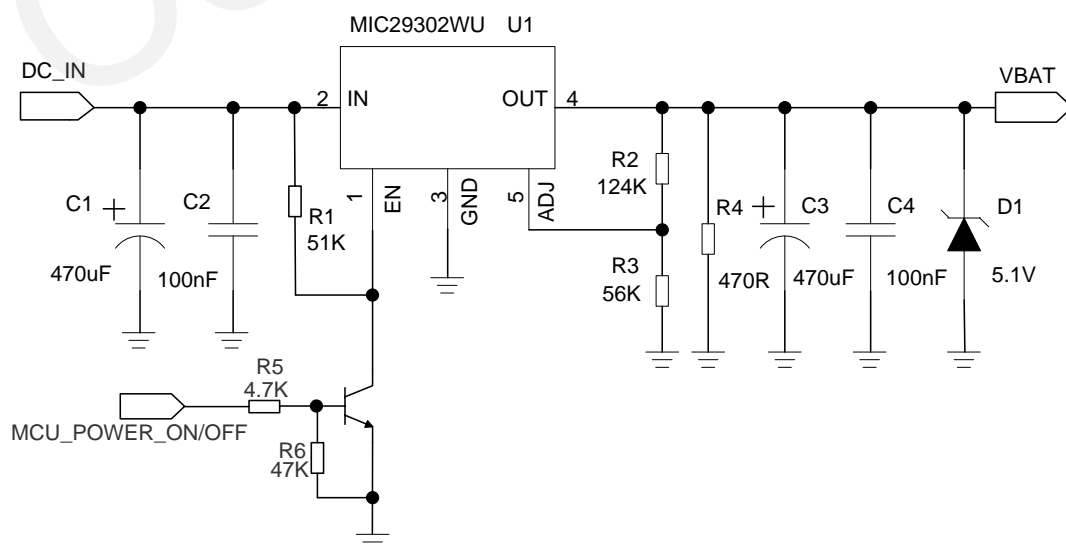 MIC29302WU U1
DC_IN
VBAT
2 IN
OUT 4
1
EN
3
GND
5
ADJ
R1
51K
R2
124K
R3
56K
R4
470R
C1 +
470uF
C2
100nF
+ C3
470uF
C4
100nF
D1
5.1V
R5
4.7K
MCU_POWER_ON/OFF
R6
47K